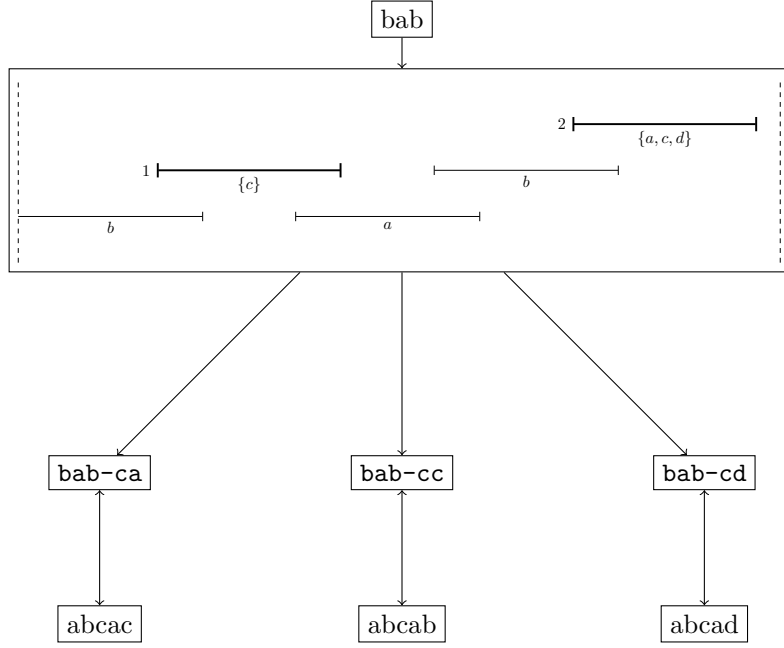 bab
2
{a, c, d}
1
{c}
b
b
a
bab-ca bab-cc bab-cd
abcac abcab abcad